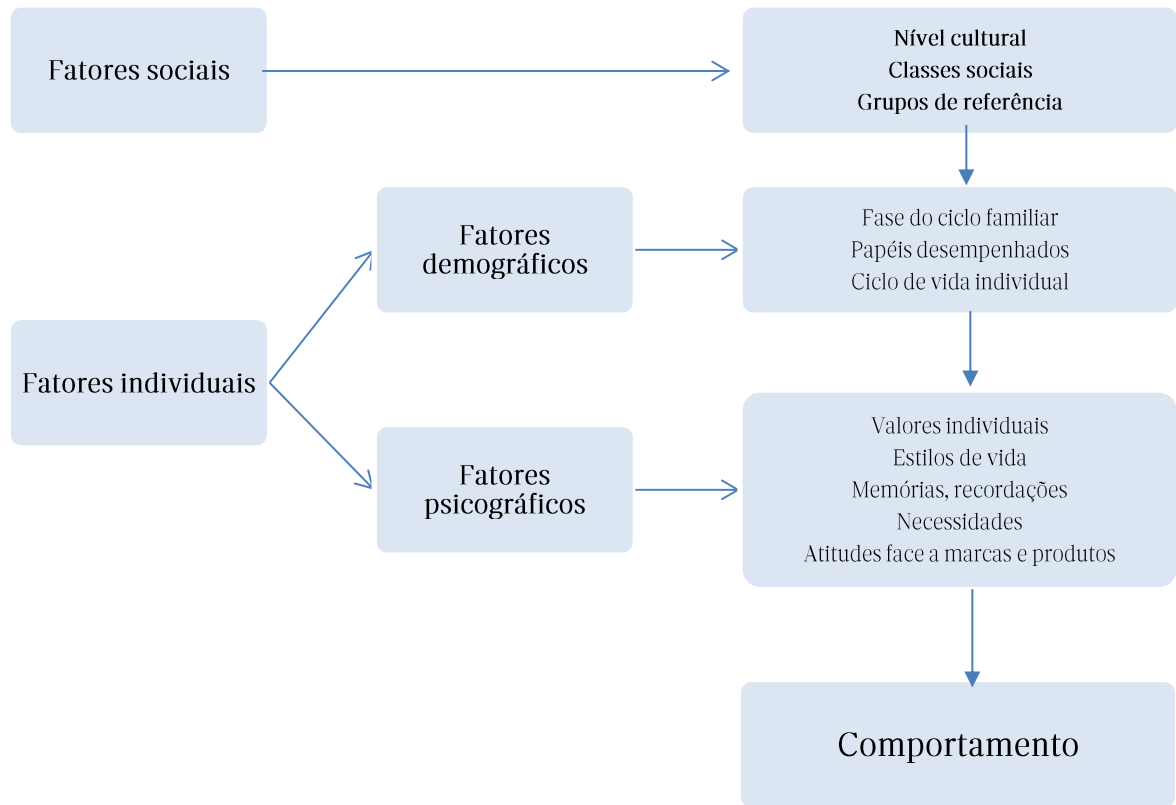 Fatores sociais
Nível cultural
Classes sociais
Grupos de referência
Fatores
demográficos
Fase do ciclo familiar
Papéis desempenhados
Ciclo de vida individual
Fatores individuais
Fatores
psicográficos
Valores individuais
Estilos de vida
Memórias, recordações
Necessidades
Atitudes face a marcas e produtos
Comportamento